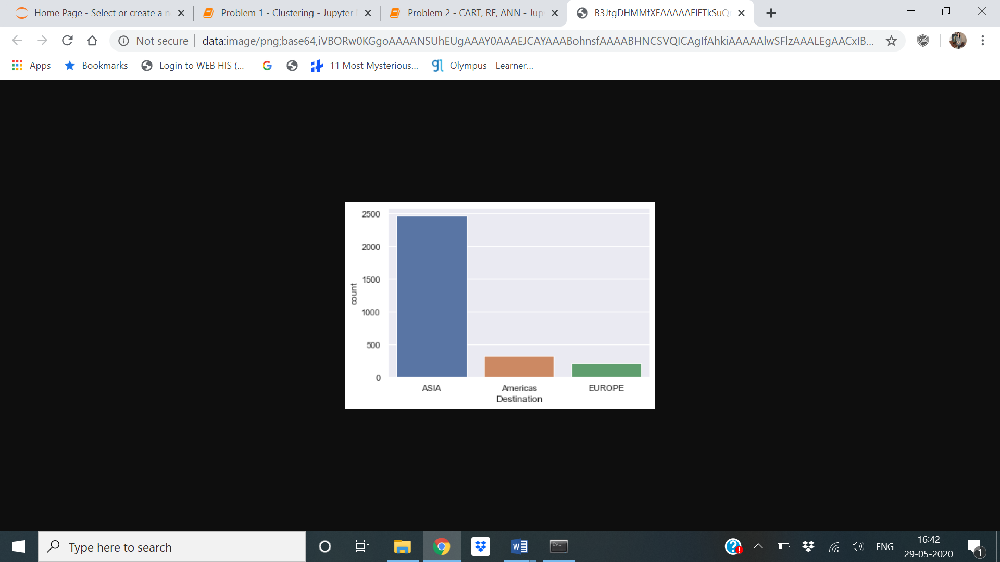 Home Page - Select or create a n
Problem 1 - Clustering - Jupyter
Problem 2 - CART, RF, ANN - Jup
B3JtgDHMMfXEAAAAAElFTkSuQ
Not secure
data:image/png;base64,iVBORw0KGgoAAAANSUhEUgAAAY0AAAEJCAYAAABohnsfAAAABHNCSVQICAgIfAhkiAAAAAlwSFlzAAALEgAACxIB...
Apps
Bookmarks
Login to WEB HIS (...
11 Most Mysterious...
Olympus - Learner...
2500
2000
1500
1000
500
0
count
ASIA
Americas
EUROPE
Destination
Type here to search
ENG
16:42
29-05-2020
1